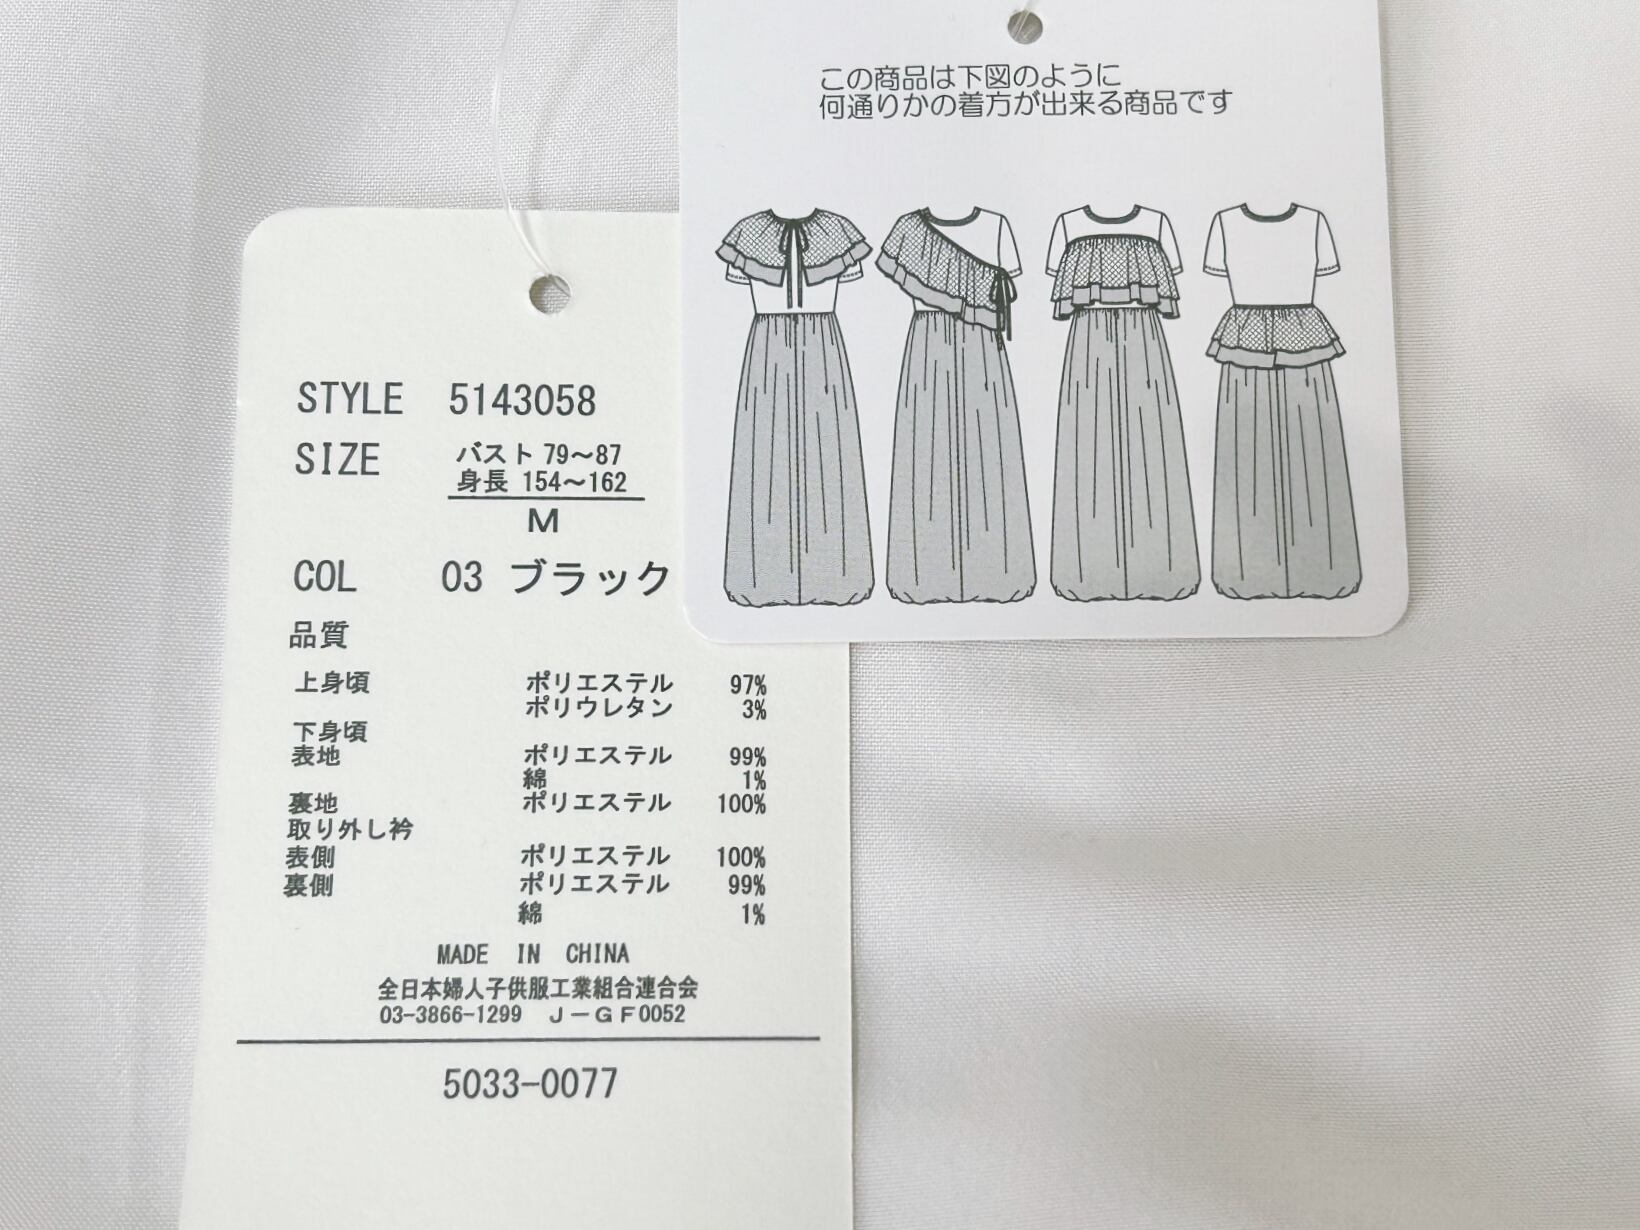 この商品は下図のように
何通りかの着方が出来る商品です
STYLE 5143058
SIZE バスト 79～87
身長 154～162
M
COL 03 ブラック
品質
上身頃 ポリエステル 97%
ポリウレタン 3%
下身頃
表地 ポリエステル 99%
綿 1%
裏地 ポリエステル 100%
取り外し衿
表側 ポリエステル 100%
裏側 ポリエステル 99%
綿 1%
MADE IN CHINA
全日本婦人子供服工業組合連合会
03-3866-1299 J－GF0052
5033-0077